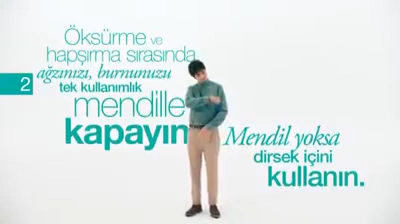 2
Öksürme ve
hapşırma sırasında
ağzınızı, burnunuzu
tek kullanımlık
mendille
kapayın
Mendil yoksa
dirsek içini
kullanın.